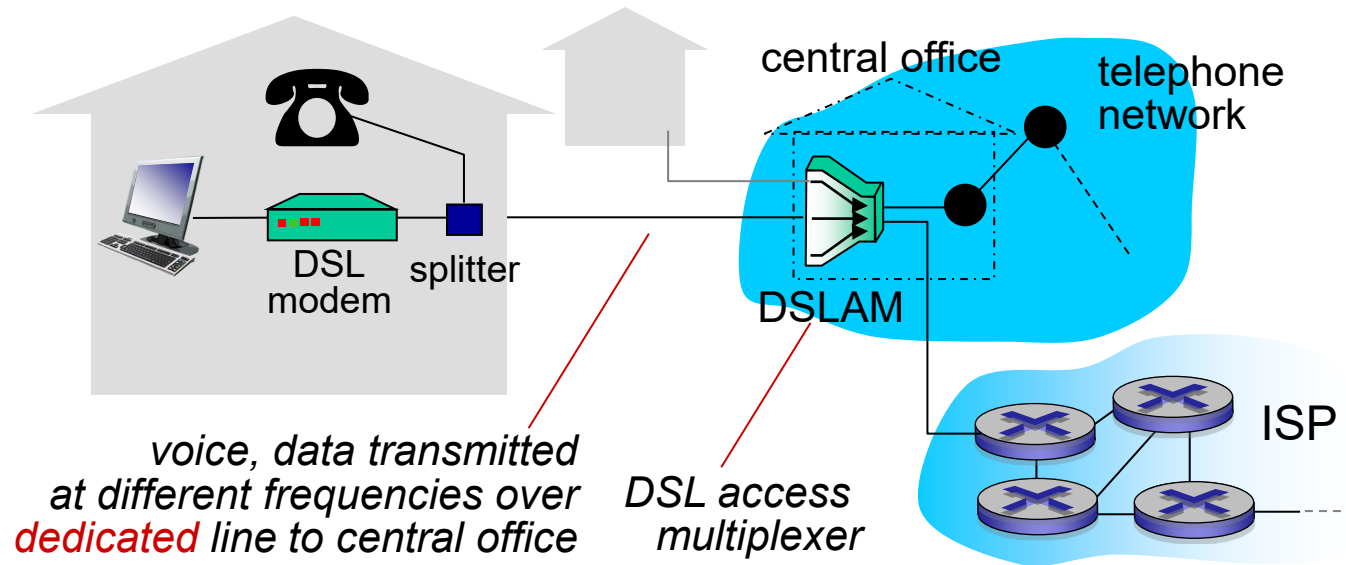 central office
telephone
network
DSL
modem
splitter
DSLAM
ISP
voice, data transmitted
at different frequencies over
dedicated line to central office
DSL access
multiplexer